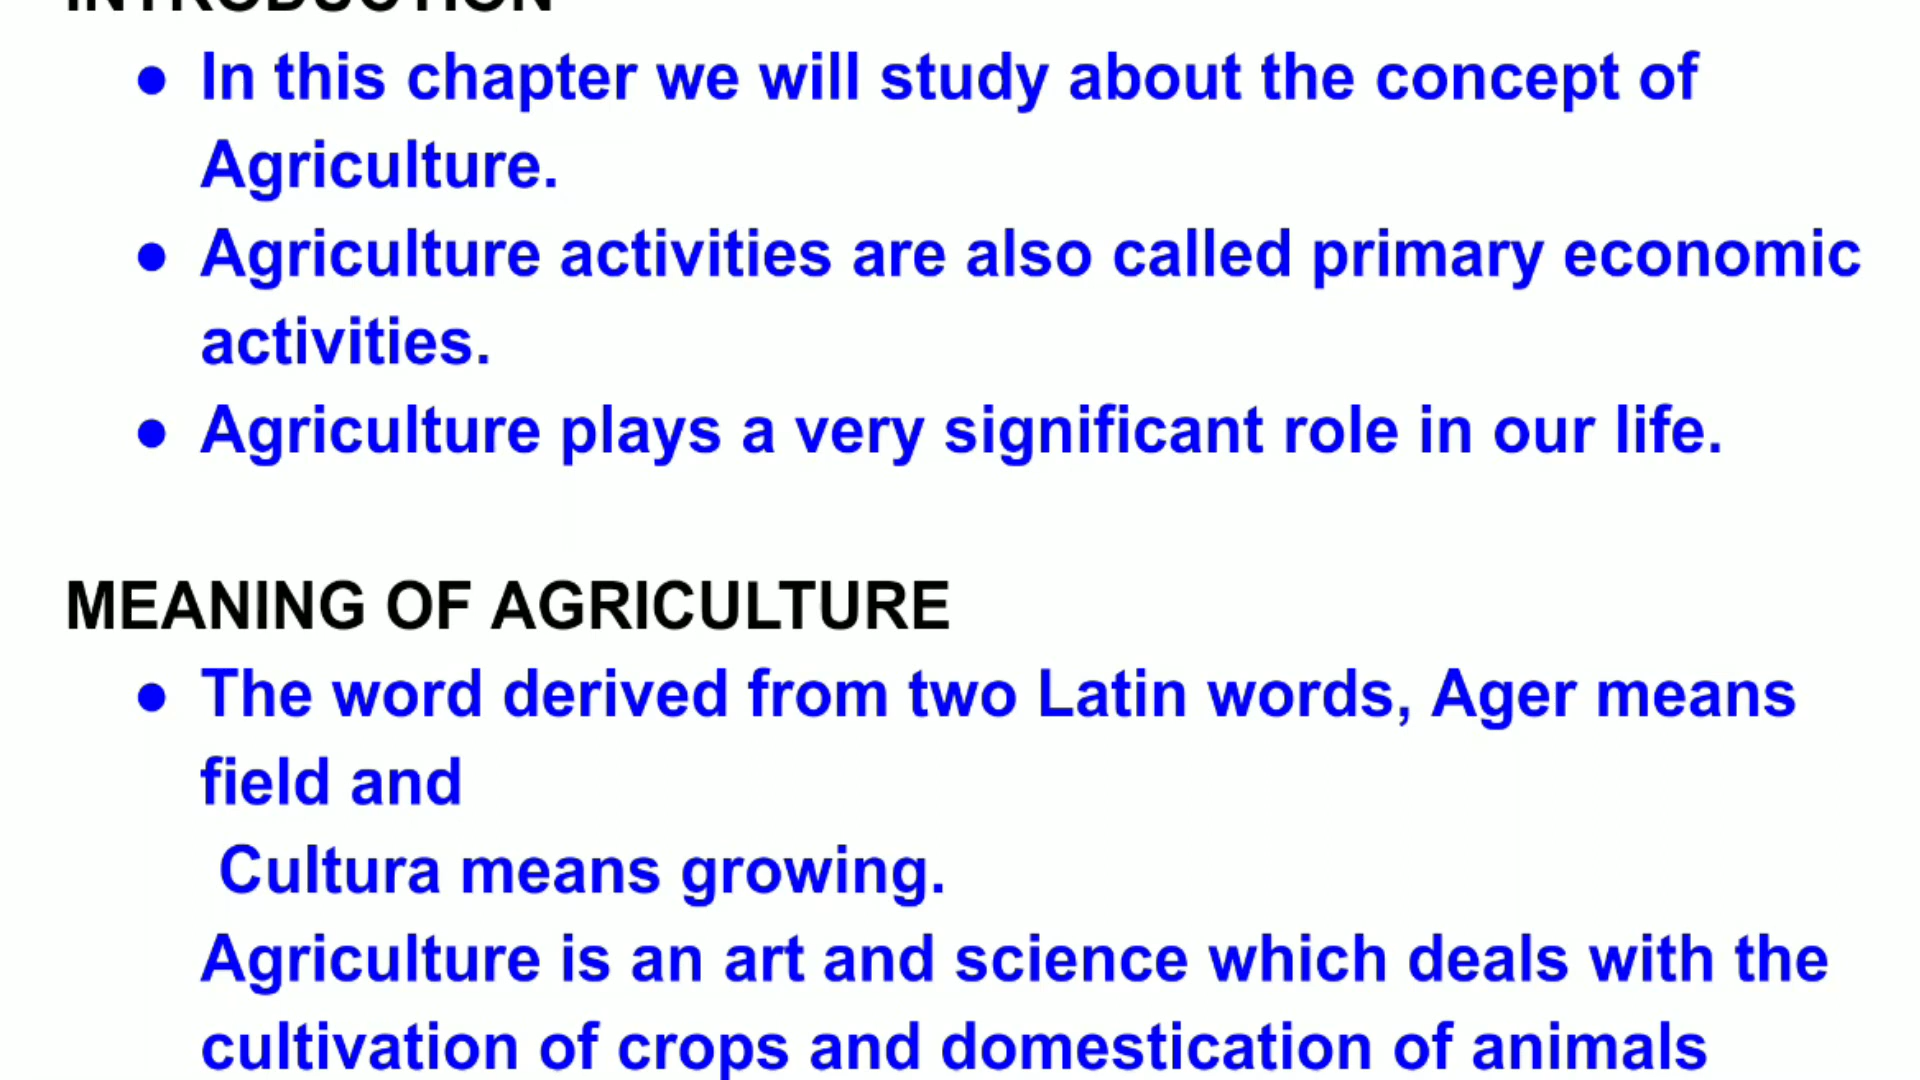 INTRODUCTION
● In this chapter we will study about the concept of
Agriculture.
● Agriculture activities are also called primary economic
activities.
● Agriculture plays a very significant role in our life.
MEANING OF AGRICULTURE
● The word derived from two Latin words, Ager means
field and
Cultura means growing.
Agriculture is an art and science which deals with the
cultivation of crops and domestication of animals